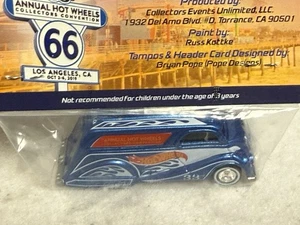 Produced by:
Collectors Events Unlimited, LLC.
1932 Del Amo Blvd. #D, Torrance, CA 90501
ANNUAL HOT WHEELS
COLLECTORS CONVENTION
66
LOS ANGELES, CA
Paint by:
Russ Kottke
Tampos & Header Card Designed by:
Bryan Pope (Pope Designs)
Not recommended for children under the age of 3 years